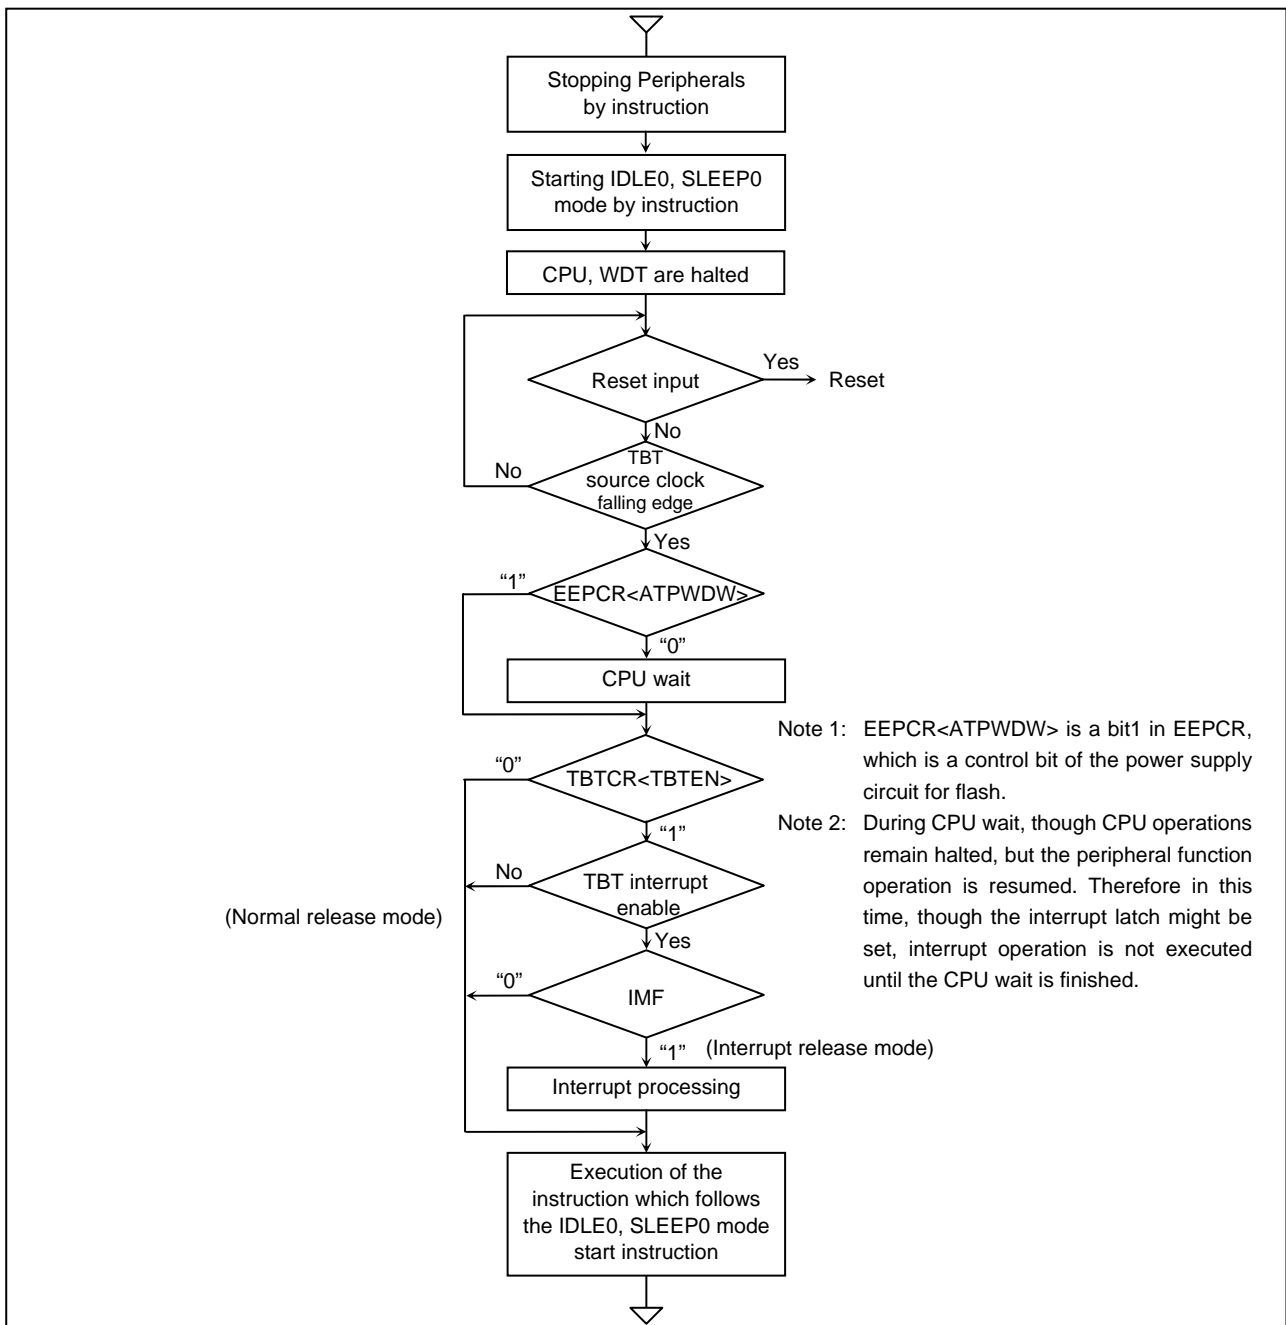 Stopping Peripherals
by instruction
Starting IDLE0, SLEEP0
mode by instruction
CPU, WDT are halted
Yes
Reset input
Reset
No
No
TBT
source clock
falling edge
Yes
“1”
EEPCR<ATPWDW>
“0”
CPU wait
Note 1: EEPCR<ATPWDW> is a bit1 in EEPCR,
which is a control bit of the power supply
circuit for flash.
Note 2: During CPU wait, though CPU operations
remain halted, but the peripheral function
operation is resumed. Therefore in this
time, though the interrupt latch might be
set, interrupt operation is not executed
until the CPU wait is finished.
“0”
TBTCR<TBTEN>
“1”
No
TBT interrupt
enable
(Normal release mode)
Yes
“0”
IMF
“1” (Interrupt release mode)
Interrupt processing
Execution of the
instruction which follows
the IDLE0, SLEEP0 mode
start instruction